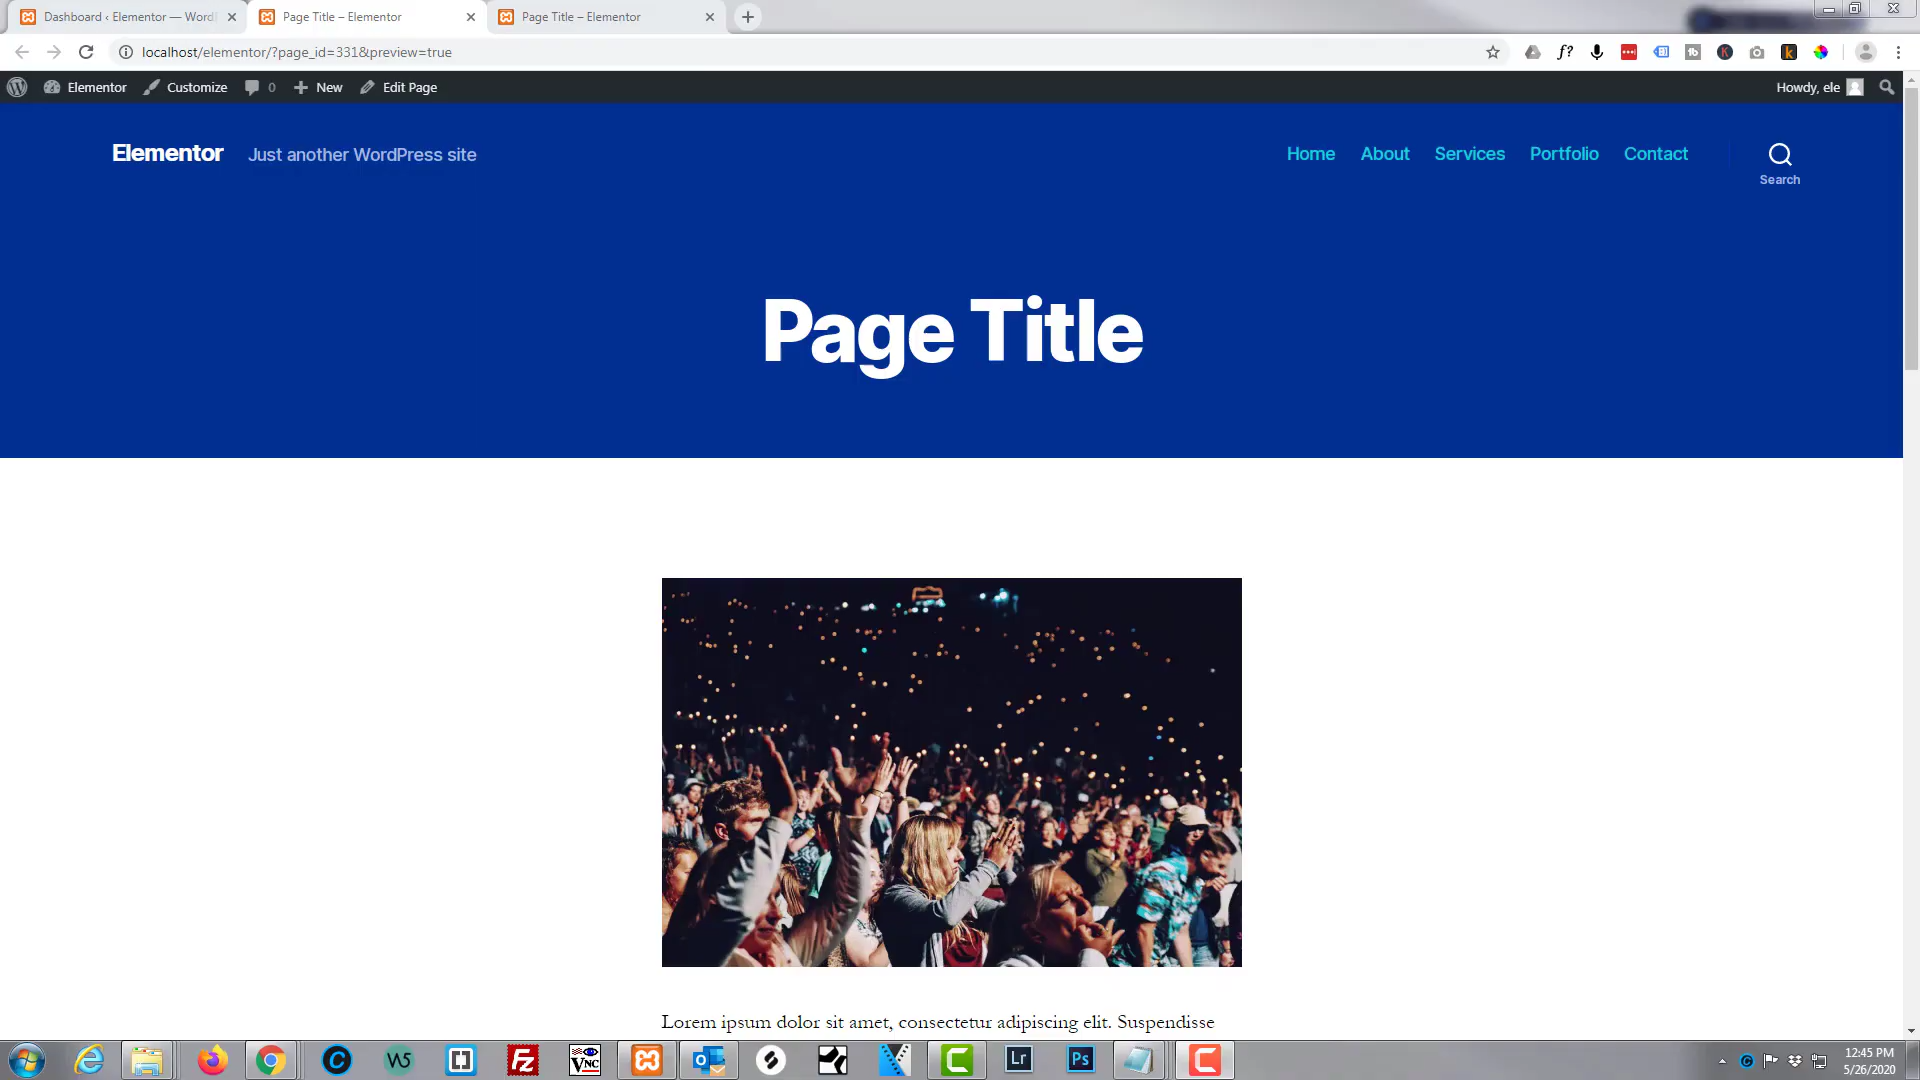 Dashboard ‹ Elementor — Word
Page Title – Elementor
Page Title – Elementor
localhost/elementor/?page_id=331&preview=true
Elementor
Customize
0
New
Edit Page
Howdy, ele
Elementor
Just another WordPress site
Home
About
Services
Portfolio
Contact
Search
Page Title
Lorem ipsum dolor sit amet, consectetur adipiscing elit. Suspendisse
12:45 PM
5/26/2020